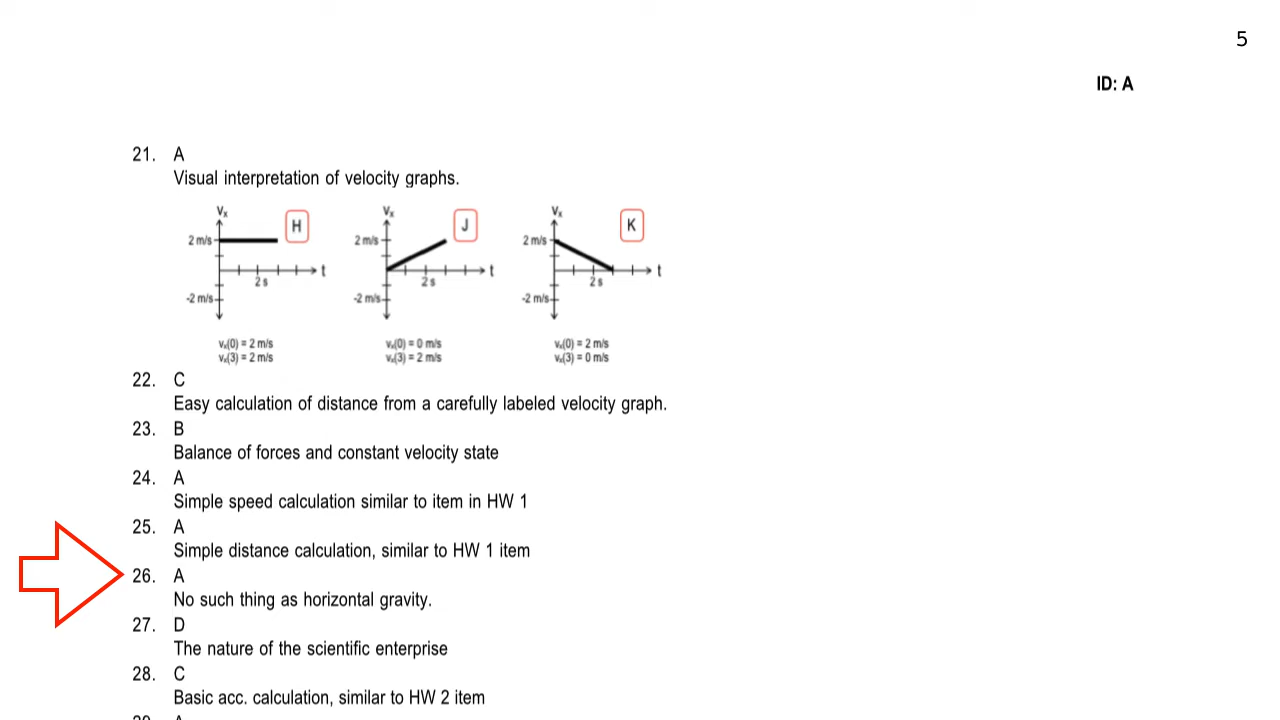 5
ID: A
21. A
Visual interpretation of velocity graphs.
Vx H Vx J Vx K
2 m/s 2 m/s 2 m/s
t t t
2 s 2 s 2 s
-2 m/s -2 m/s -2 m/s
vx(0) = 2 m/s vx(0) = 0 m/s vx(0) = 2 m/s
vx(3) = 2 m/s vx(3) = 2 m/s vx(3) = 0 m/s
22. C
Easy calculation of distance from a carefully labeled velocity graph.
23. B
Balance of forces and constant velocity state
24. A
Simple speed calculation similar to item in HW 1
25. A
Simple distance calculation, similar to HW 1 item
26. A
No such thing as horizontal gravity.
27. D
The nature of the scientific enterprise
28. C
Basic acc. calculation, similar to HW 2 item